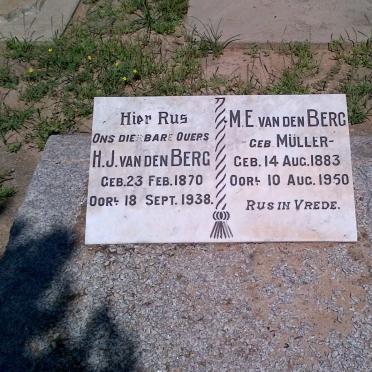 Hier Rus
Ons dierbare Ouers
H.J. van den Berg
Geb. 23 Feb. 1870
Oorl 18 Sept. 1938.
M.E van den Berg
geb Müller-
Geb. 14 Aug. 1883
Oorl 10 Aug. 1950
Rus in Vrede.